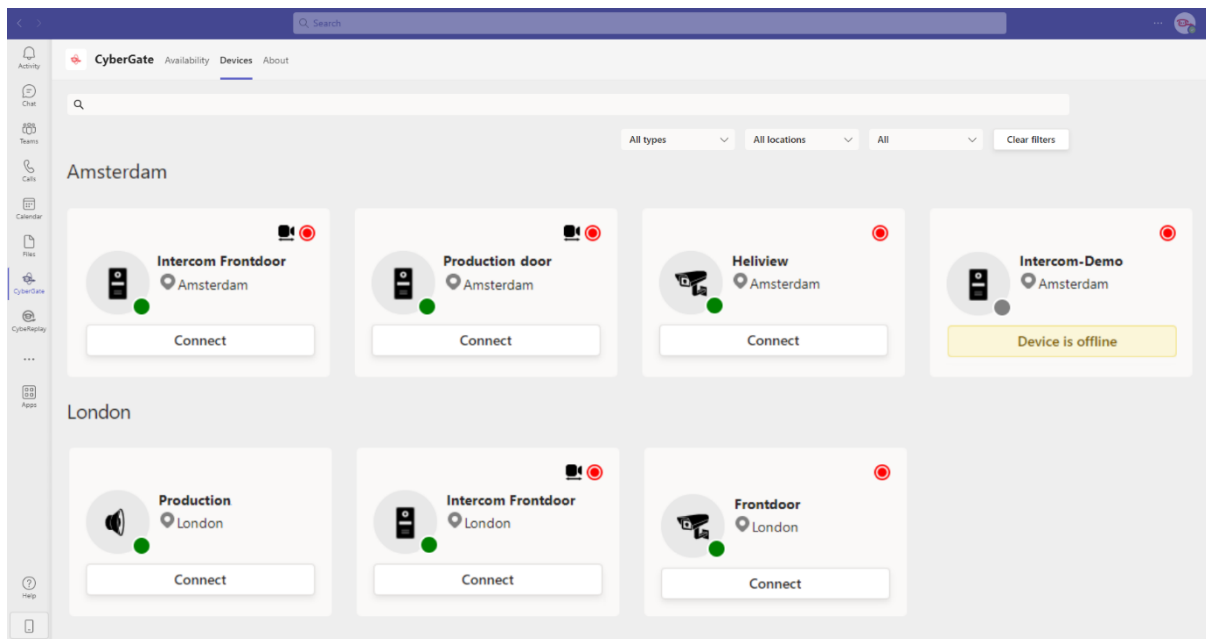 Search
Activity
Chat
Teams
Calls
Calendar
Files
CyberGate
CybeReplay
Apps
Help
CyberGate Availability Devices About
All types All locations All Clear filters
Amsterdam
Intercom Frontdoor
Amsterdam
Connect
Production door
Amsterdam
Connect
Heliview
Amsterdam
Connect
Intercom-Demo
Amsterdam
Device is offline
London
Production
London
Connect
Intercom Frontdoor
London
Connect
Frontdoor
London
Connect